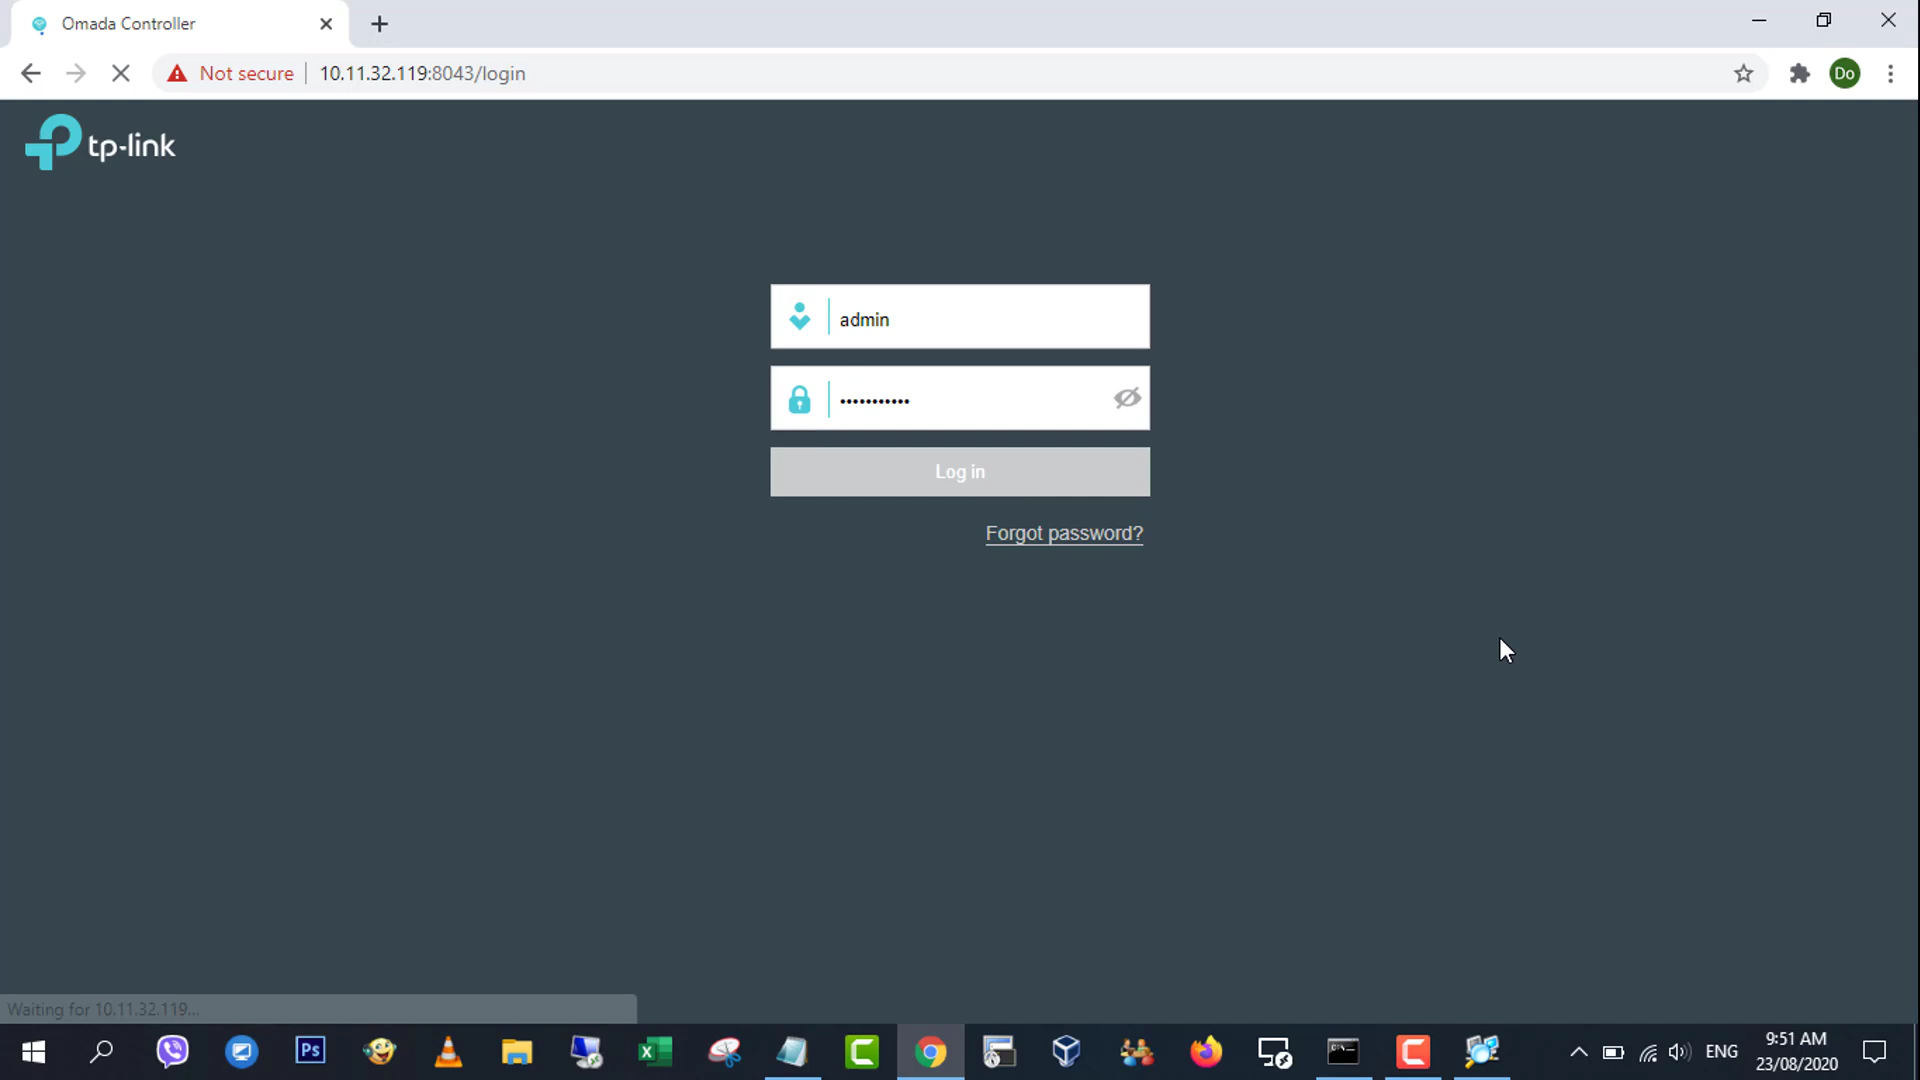 Omada Controller
Not secure
10.11.32.119:8043/login
Do
tp-link
admin
•••••••••••
Log in
Forgot password?
Waiting for 10.11.32.119...
Ps
ENG
9:51 AM
23/08/2020